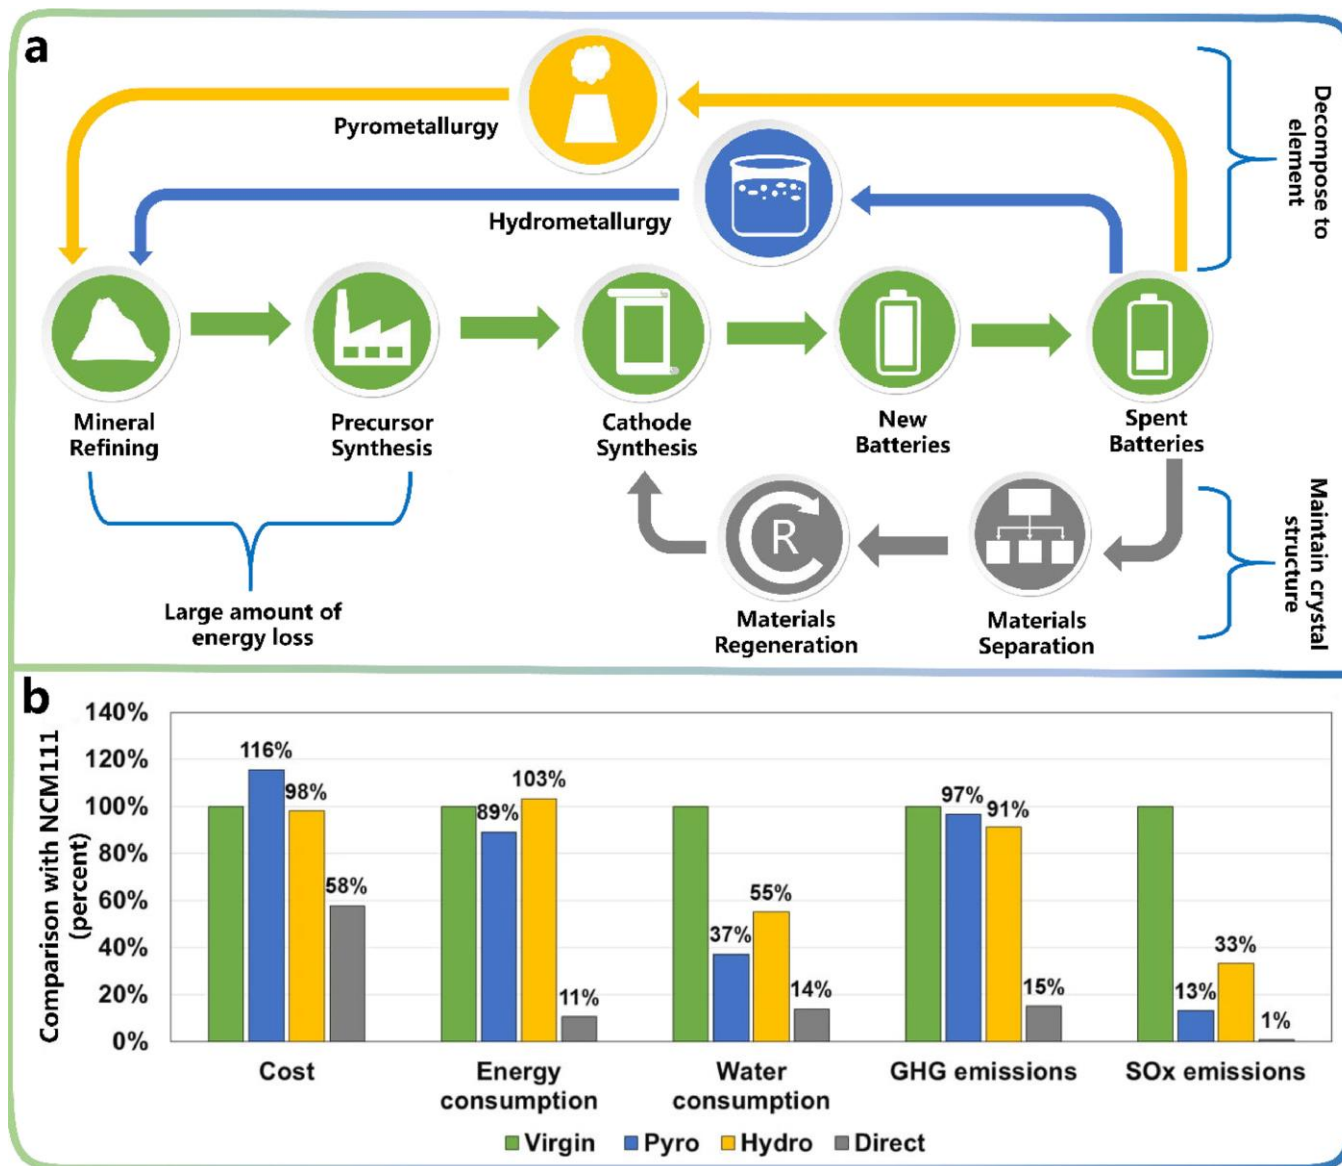 a
Pyrometallurgy
Hydrometallurgy
Decompose to
element
Mineral
Refining
Precursor
Synthesis
Cathode
Synthesis
New
Batteries
Spent
Batteries
R
Large amount of
energy loss
Materials
Regeneration
Materials
Separation
Maintain crystal
structure
b
Comparison with NCM111
(percent)
140%
120%
100%
80%
60%
40%
20%
0%
116%
98%
58%
89%
103%
11%
37%
55%
14%
97%
91%
15%
13%
33%
1%
Cost
Energy
consumption
Water
consumption
GHG emissions
SOx emissions
Virgin Pyro Hydro Direct